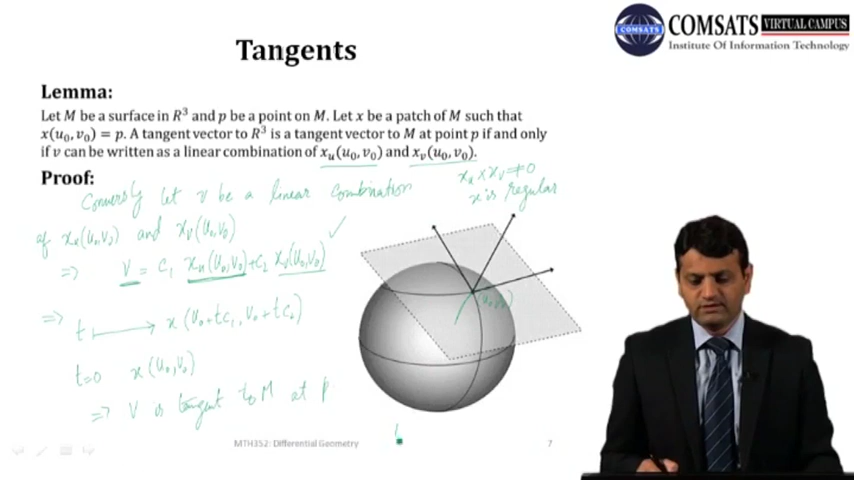 COMSATS VIRTUAL CAMPUS
Institute Of Information Technology
COMSATS
Tangents
Lemma:
Let M be a surface in R³ and p be a point on M. Let x be a patch of M such that
x(u₀, v₀) = p. A tangent vector to R³ is a tangent vector to M at point p if and only
if v can be written as a linear combination of xᵤ(u₀, v₀) and xᵥ(u₀, v₀).
Proof:
Conversly let v be a linear Combination
of xᵤ(u₀,v₀) and xᵥ(u₀,v₀)
xᵤ × xᵥ ≠ 0
x is regular
⇒ v = c₁ xᵤ(u₀,v₀) + c₂ xᵥ(u₀,v₀) ✓
⇒ t ⟼ x(u₀+tc₁, v₀+tc₂)
(u₀,v₀)
t=0 x(u₀,v₀)
⇒ v is tangent to M at p
MTH352: Differential Geometry
7